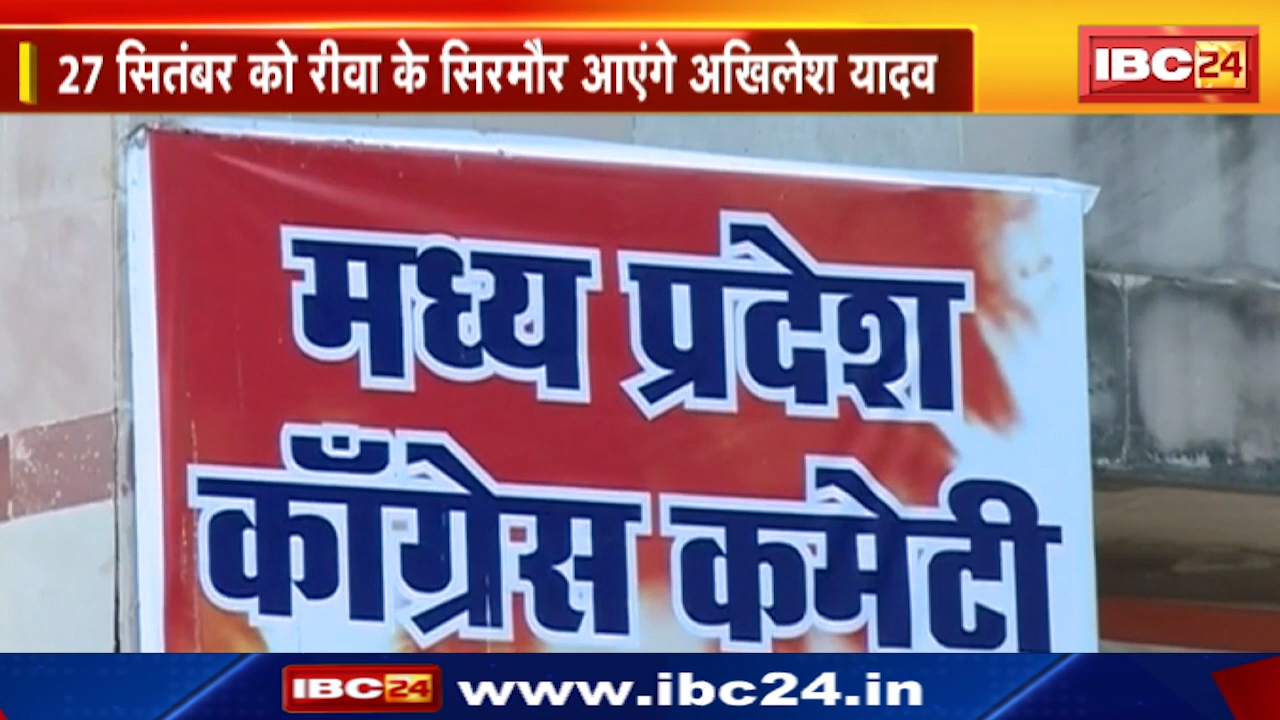 27 सितंबर को रीवा के सिरमौर आएंगे अखिलेश यादव
IBC24
मध्य प्रदेश
काँग्रेस कमेटी
IBC24 www.ibc24.in